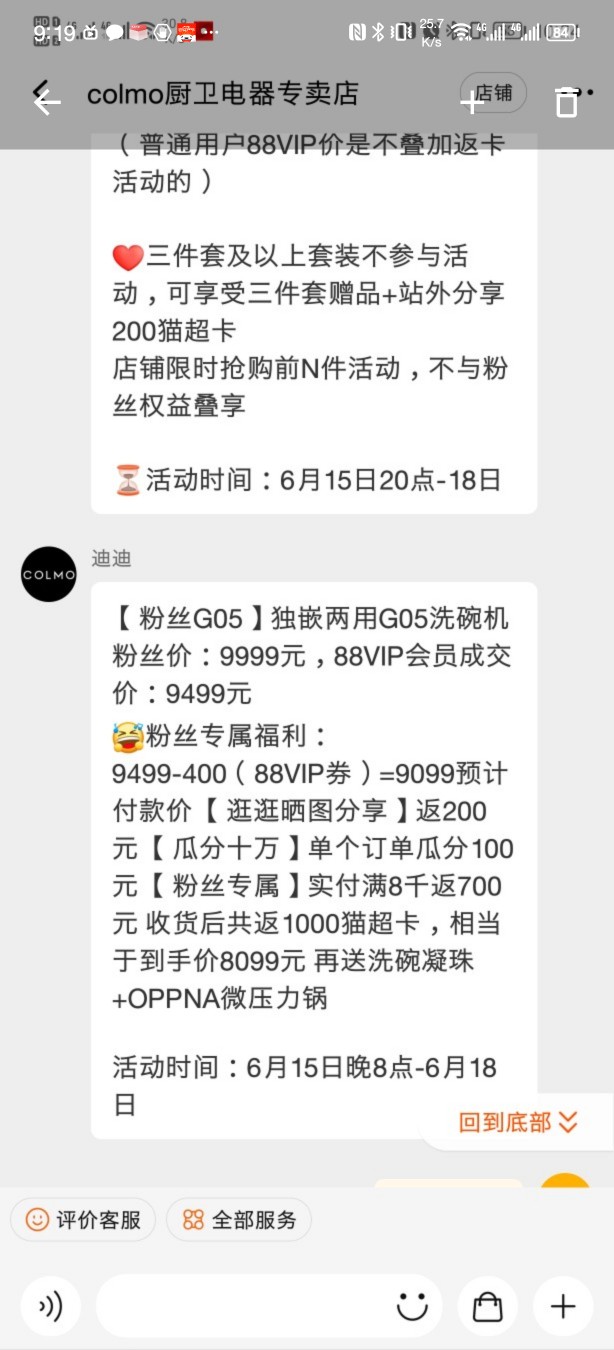 9:19
25.7
K/s
4G
4G
84
colmo厨卫电器专卖店
店铺
（普通用户88VIP价是不叠加返卡
活动的）
三件套及以上套装不参与活
动，可享受三件套赠品+站外分享
200猫超卡
店铺限时抢购前N件活动，不与粉
丝权益叠享
活动时间：6月15日20点-18日
COLMO
迪迪
【粉丝G05】独嵌两用G05洗碗机
粉丝价：9999元，88VIP会员成交
价：9499元
粉丝专属福利：
9499-400（88VIP券）=9099预计
付款价【逛逛晒图分享】返200
元【瓜分十万】单个订单瓜分100
元【粉丝专属】实付满8千返700
元 收货后共返1000猫超卡，相当
于到手价8099元 再送洗碗凝珠
+OPPNA微压力锅
活动时间：6月15日晚8点-6月18
日
回到底部
评价客服
全部服务